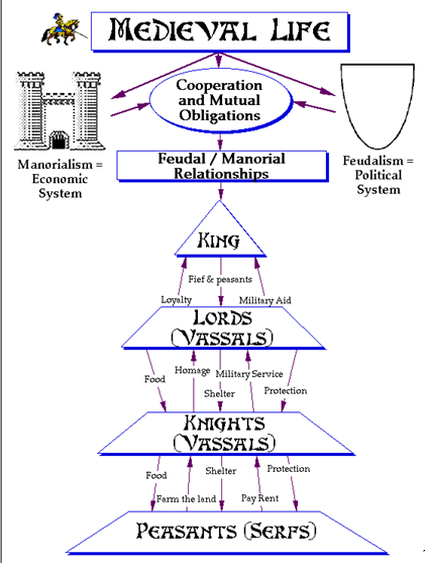 Medieval Life
Cooperation
and Mutual
Obligations
Manorialism =
Economic
System
Feudalism =
Political
System
Feudal / Manorial
Relationships
King
Fief & peasants
Loyalty
Military Aid
Lords
(Vassals)
Food
Homage
Military Service
Shelter
Protection
Knights
(Vassals)
Food
Shelter
Protection
Farm the land
Pay Rent
Peasants (Serfs)